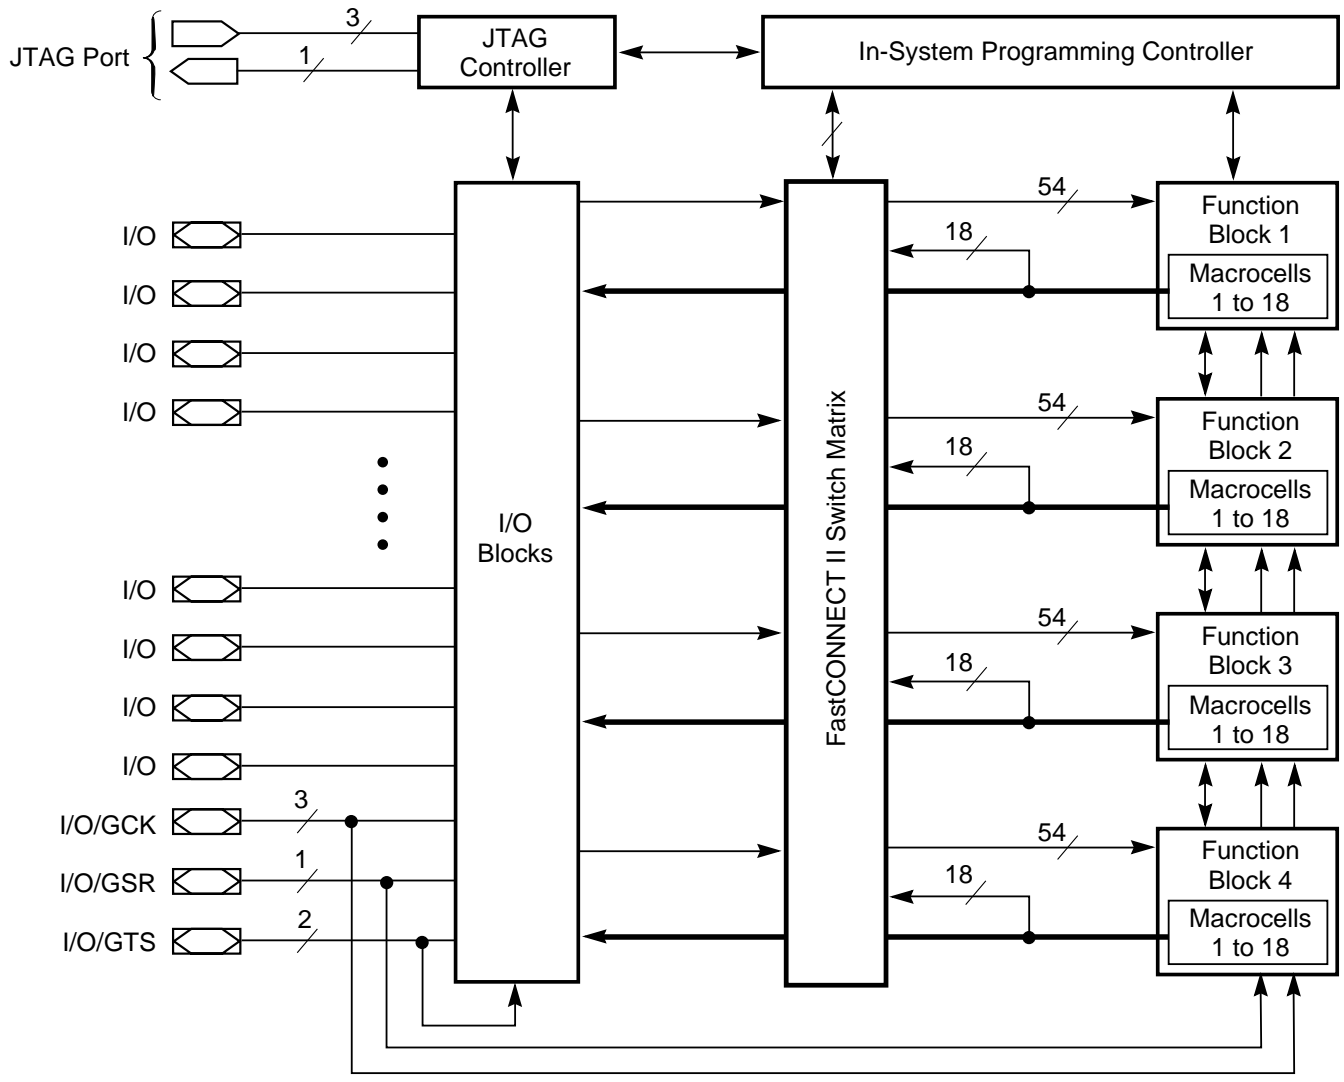 JTAG Port
3
1
JTAG
Controller
In-System Programming Controller
I/O
I/O
I/O
I/O
I/O
I/O
I/O
I/O
I/O/GCK
3
I/O/GSR
1
I/O/GTS
2
I/O
Blocks
FastCONNECT II Switch Matrix
54
18
Function
Block 1
Macrocells
1 to 18
54
18
Function
Block 2
Macrocells
1 to 18
54
18
Function
Block 3
Macrocells
1 to 18
54
18
Function
Block 4
Macrocells
1 to 18